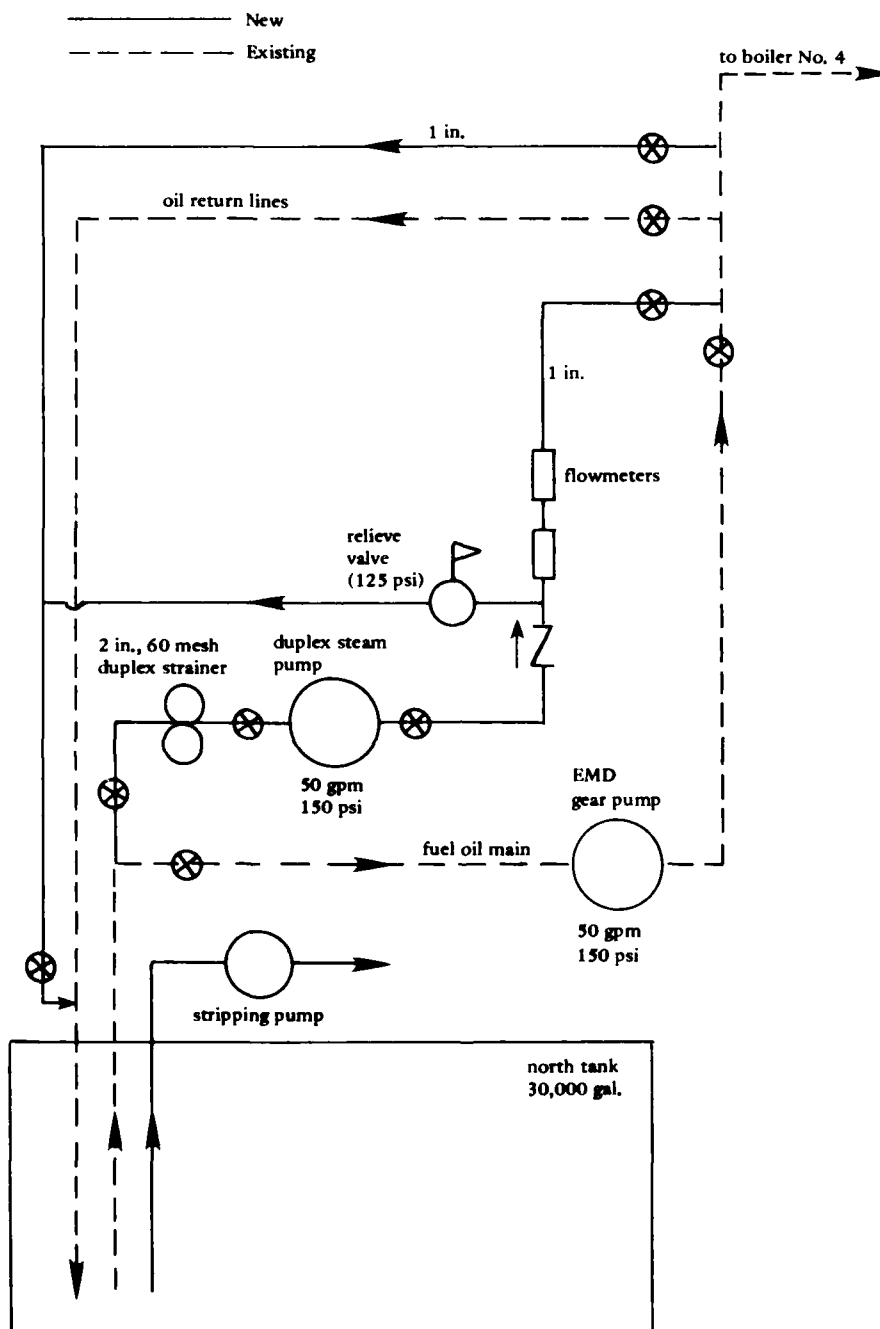 New
Existing
to boiler No. 4
1 in.
oil return lines
1 in.
flowmeters
relieve
valve
(125 psi)
2 in., 60 mesh
duplex strainer
duplex steam
pump
50 gpm
150 psi
EMD
gear pump
fuel oil main
50 gpm
150 psi
stripping pump
north tank
30,000 gal.